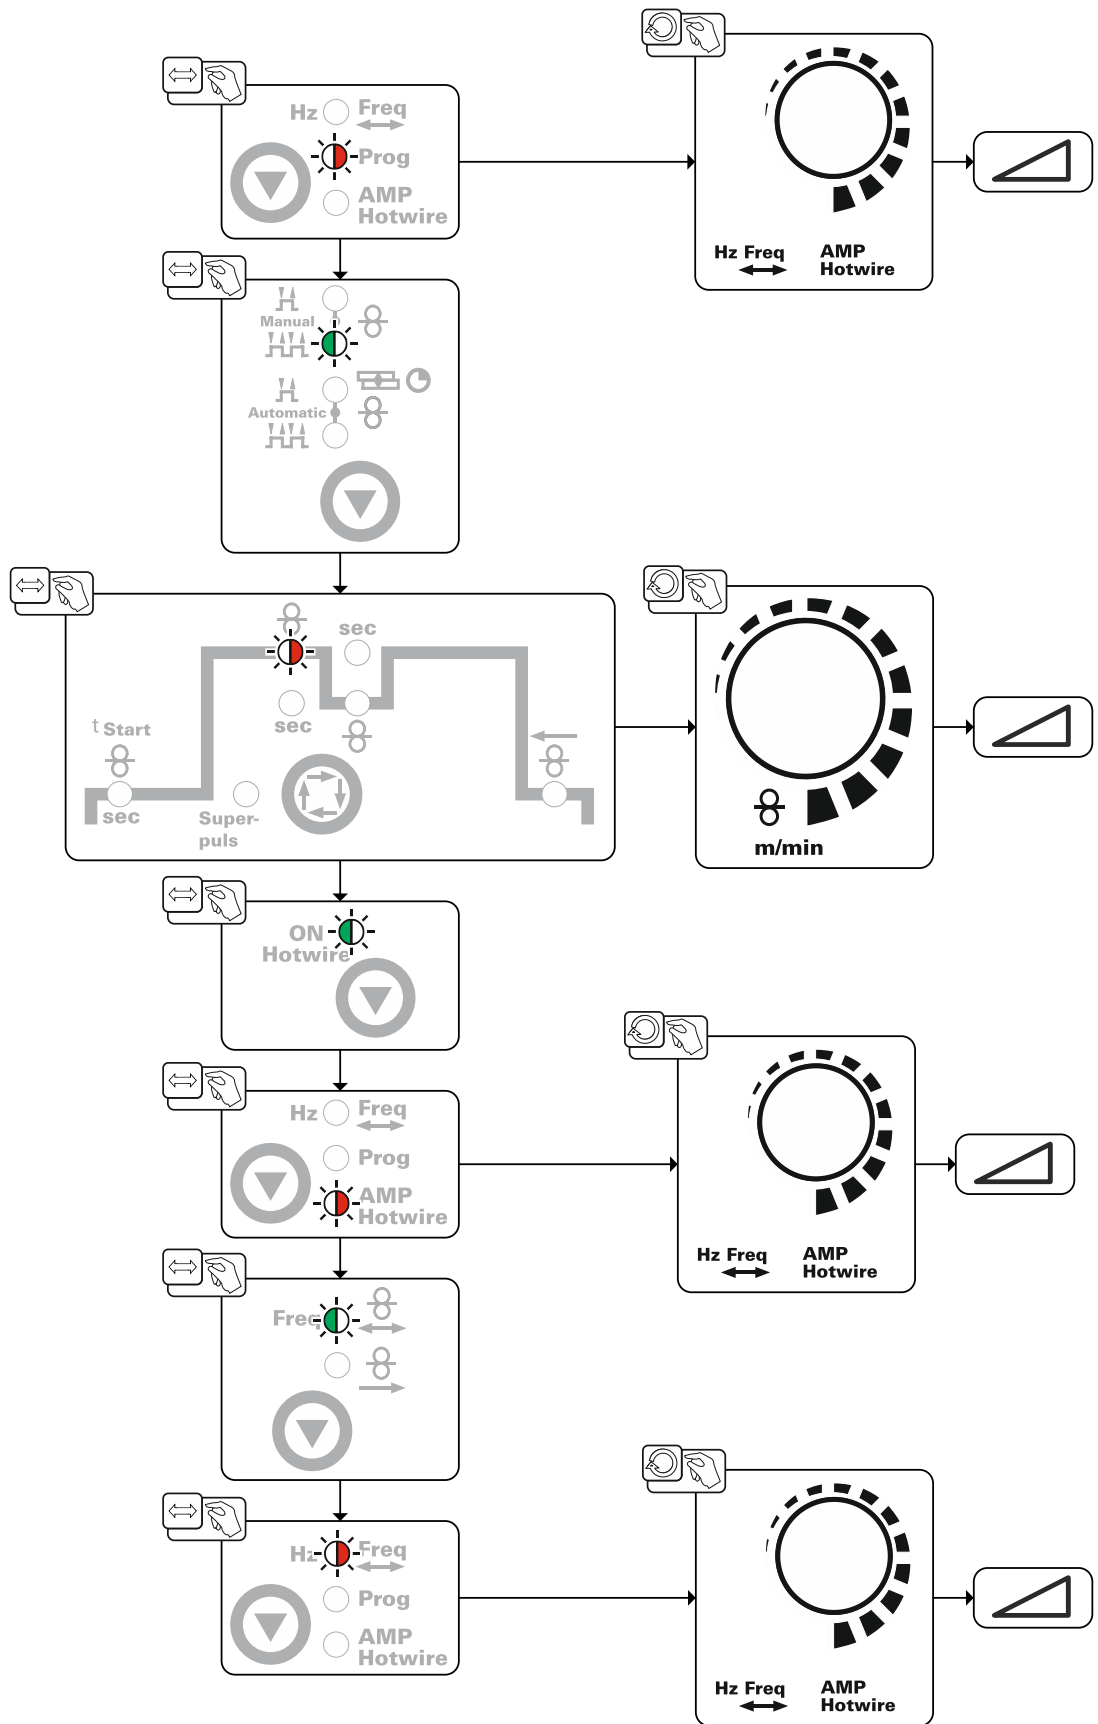 Hz Freq
Prog
AMP
Hotwire
Hz Freq AMP
Hotwire
Manual
Automatic
sec
t Start
sec
sec
Super-
puls
m/min
ON
Hotwire
Hz Freq
Prog
AMP
Hotwire
Hz Freq AMP
Hotwire
Freq
Hz Freq
Prog
AMP
Hotwire
Hz Freq AMP
Hotwire